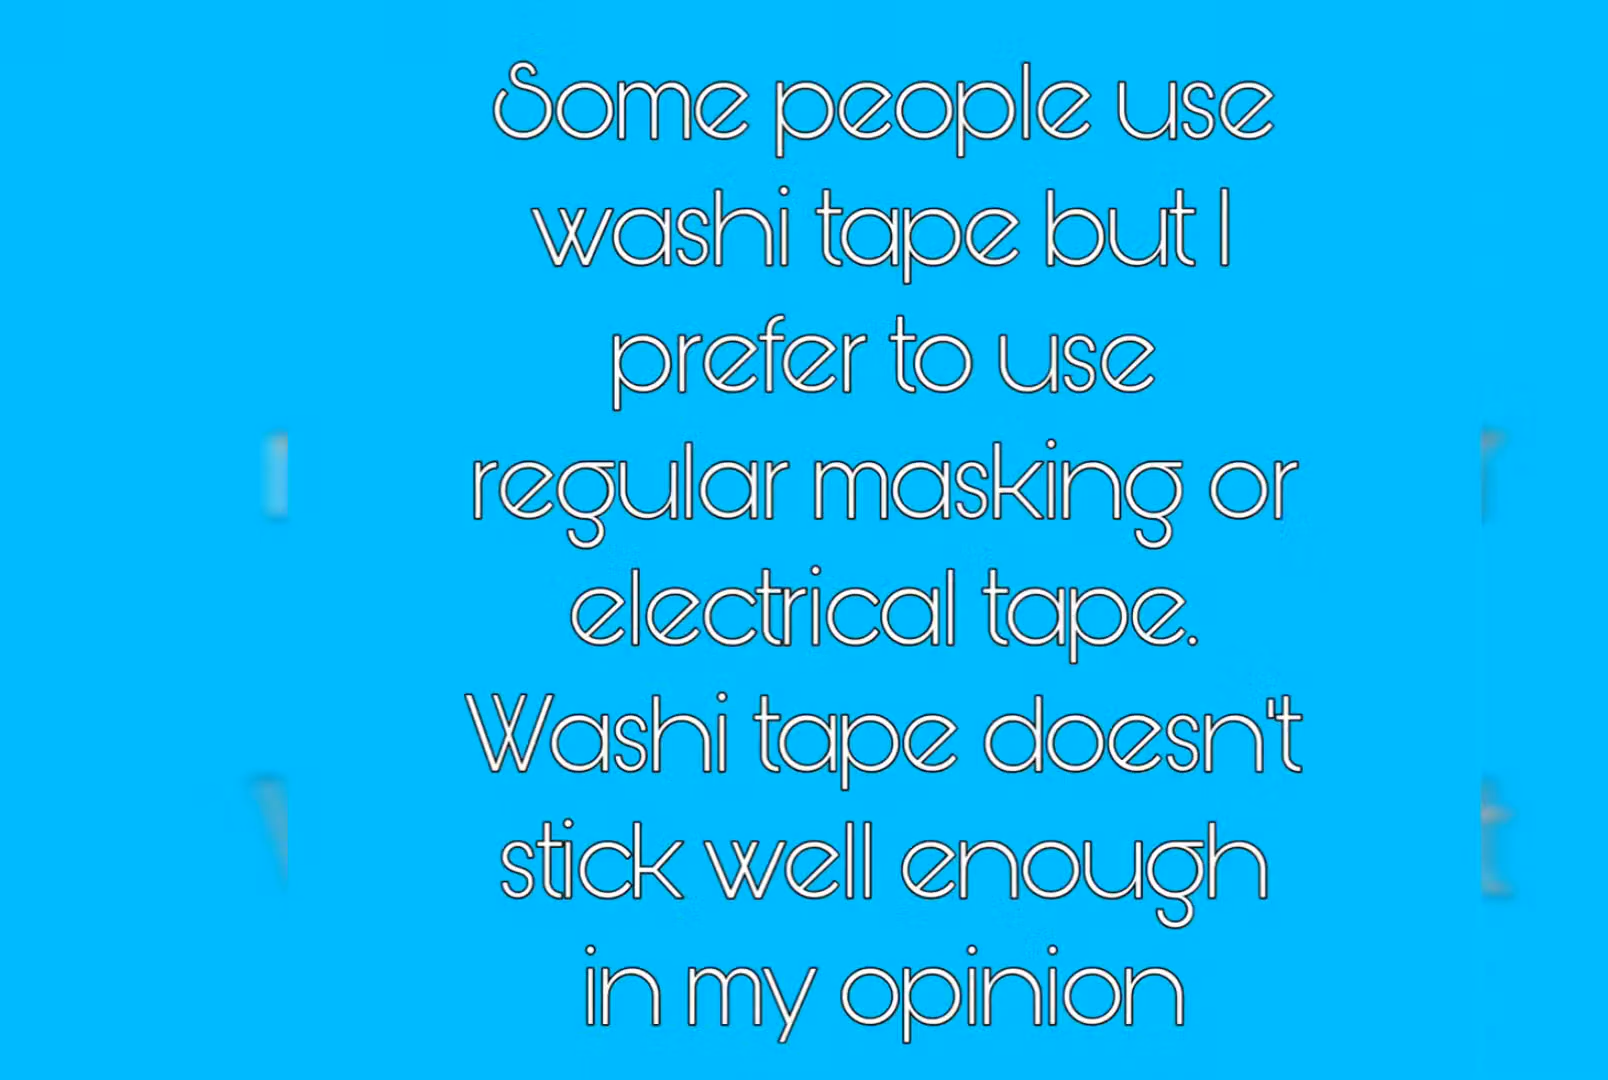 Some people use
washi tape but I
prefer to use
regular masking or
electrical tape.
Washi tape doesn't
stick well enough
in my opinion